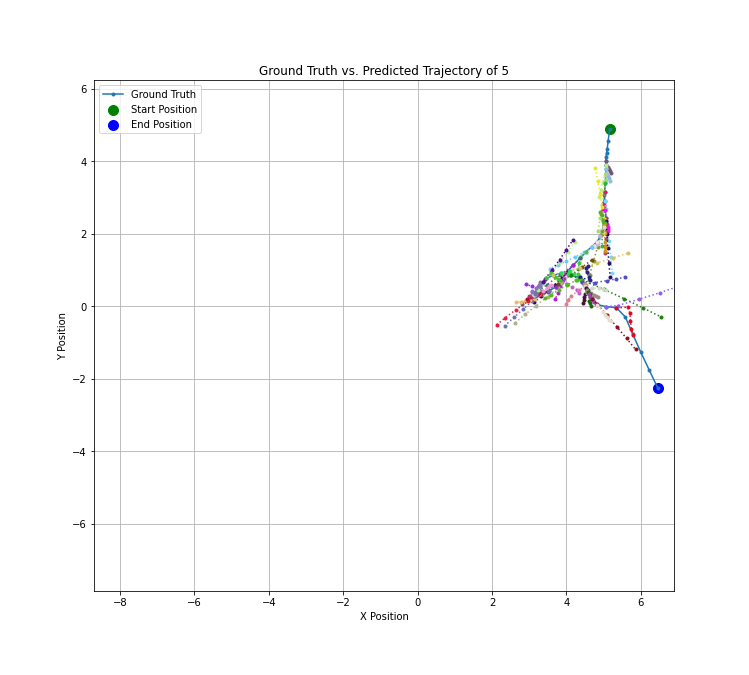 Ground Truth vs. Predicted Trajectory of 5
Ground Truth
Start Position
End Position
6
4
2
0
−2
−4
−6
Y Position
−8 −6 −4 −2 0 2 4 6
X Position